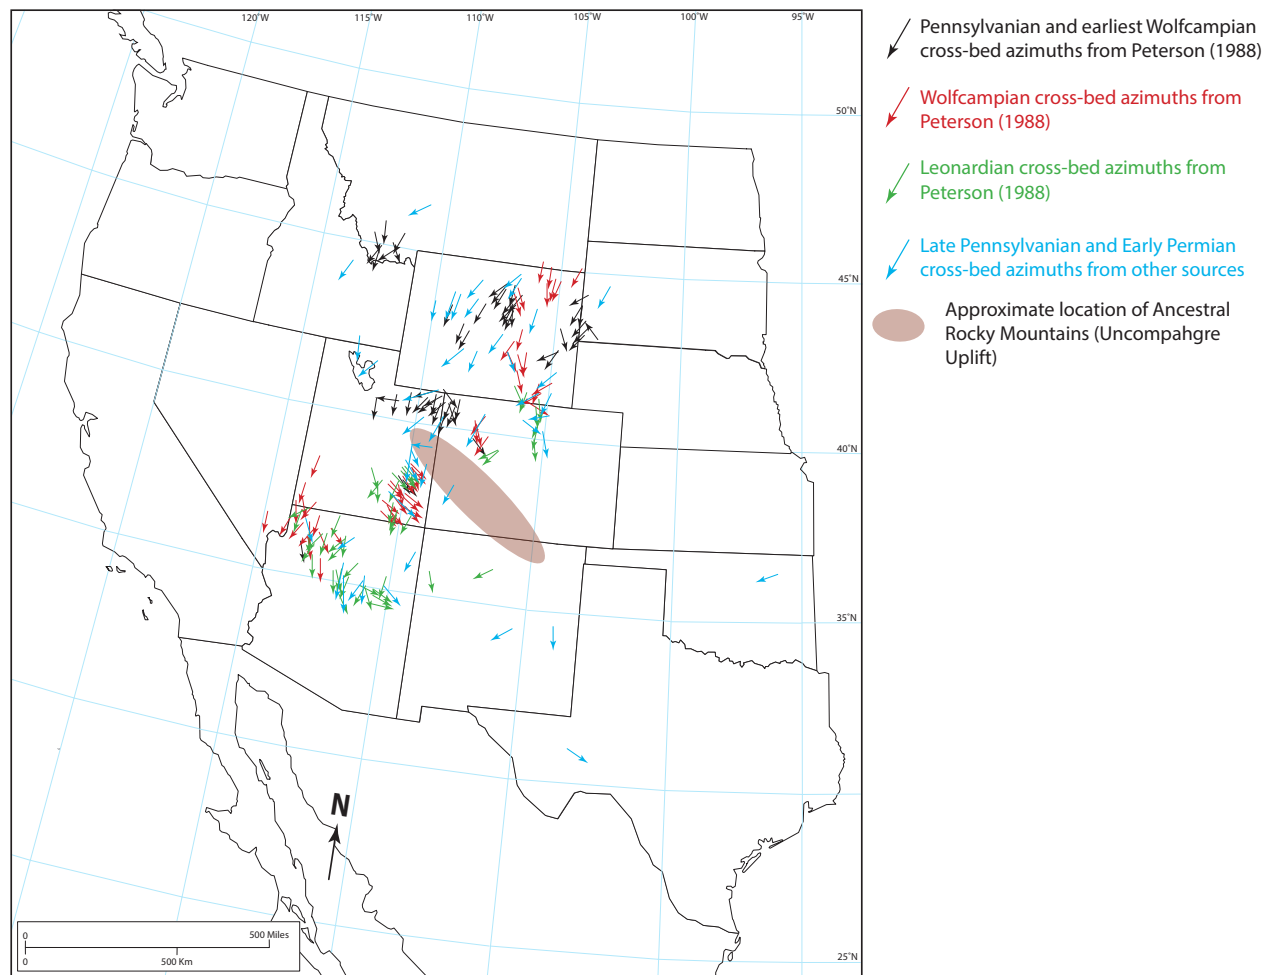 120°W
115°W
110°W
105°W
100°W
95°W
50°N
45°N
40°N
35°N
25°N
N
0
500 Miles
0
500 Km
Pennsylvanian and earliest Wolfcampian
cross-bed azimuths from Peterson (1988)
Wolfcampian cross-bed azimuths from
Peterson (1988)
Leonardian cross-bed azimuths from
Peterson (1988)
Late Pennsylvanian and Early Permian
cross-bed azimuths from other sources
Approximate location of Ancestral
Rocky Mountains (Uncompahgre
Uplift)